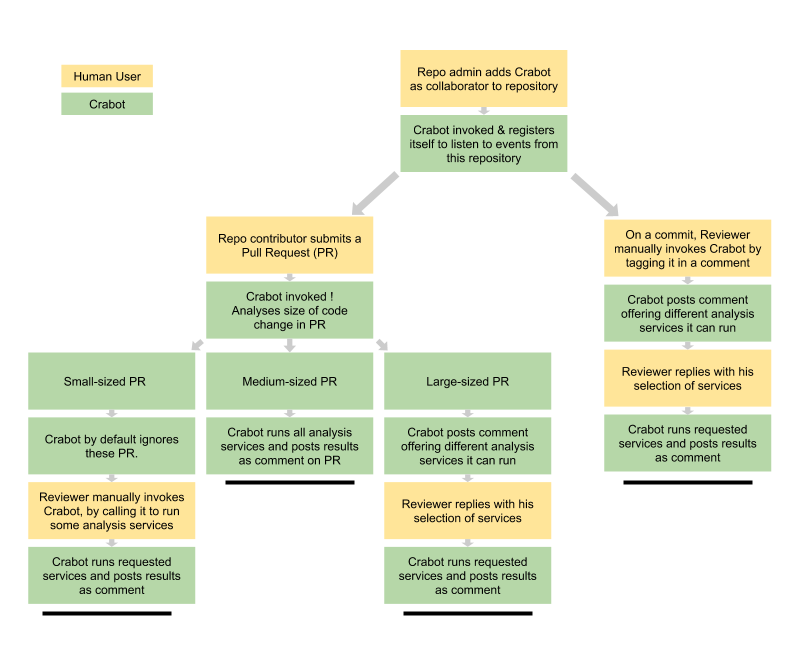 Human User
Crabot
Repo admin adds Crabot
as collaborator to repository
Crabot invoked & registers
itself to listen to events from
this repository
Repo contributor submits a
Pull Request (PR)
Crabot invoked !
Analyses size of code
change in PR
Small-sized PR
Crabot by default ignores
these PR.
Reviewer manually invokes
Crabot, by calling it to run
some analysis services
Crabot runs requested
services and posts results
as comment
Medium-sized PR
Crabot runs all analysis
services and posts results
as comment on PR
Large-sized PR
Crabot posts comment
offering different analysis
services it can run
Reviewer replies with his
selection of services
Crabot runs requested
services and posts results
as comment
On a commit, Reviewer
manually invokes Crabot by
tagging it in a comment
Crabot posts comment
offering different analysis
services it can run
Reviewer replies with his
selection of services
Crabot runs requested
services and posts results
as comment